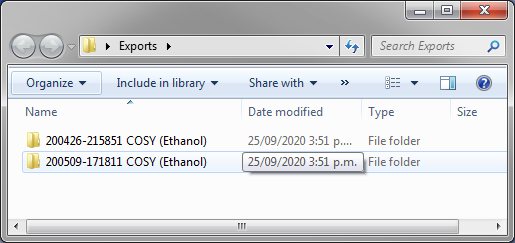 Exports
Search Exports
Organize Include in library Share with »
Name Date modified Type Size
200426-215851 COSY (Ethanol) 25/09/2020 3:51 p.... File folder
200509-171811 COSY (Ethanol) 25/09/2020 3:51 p.m. File folder